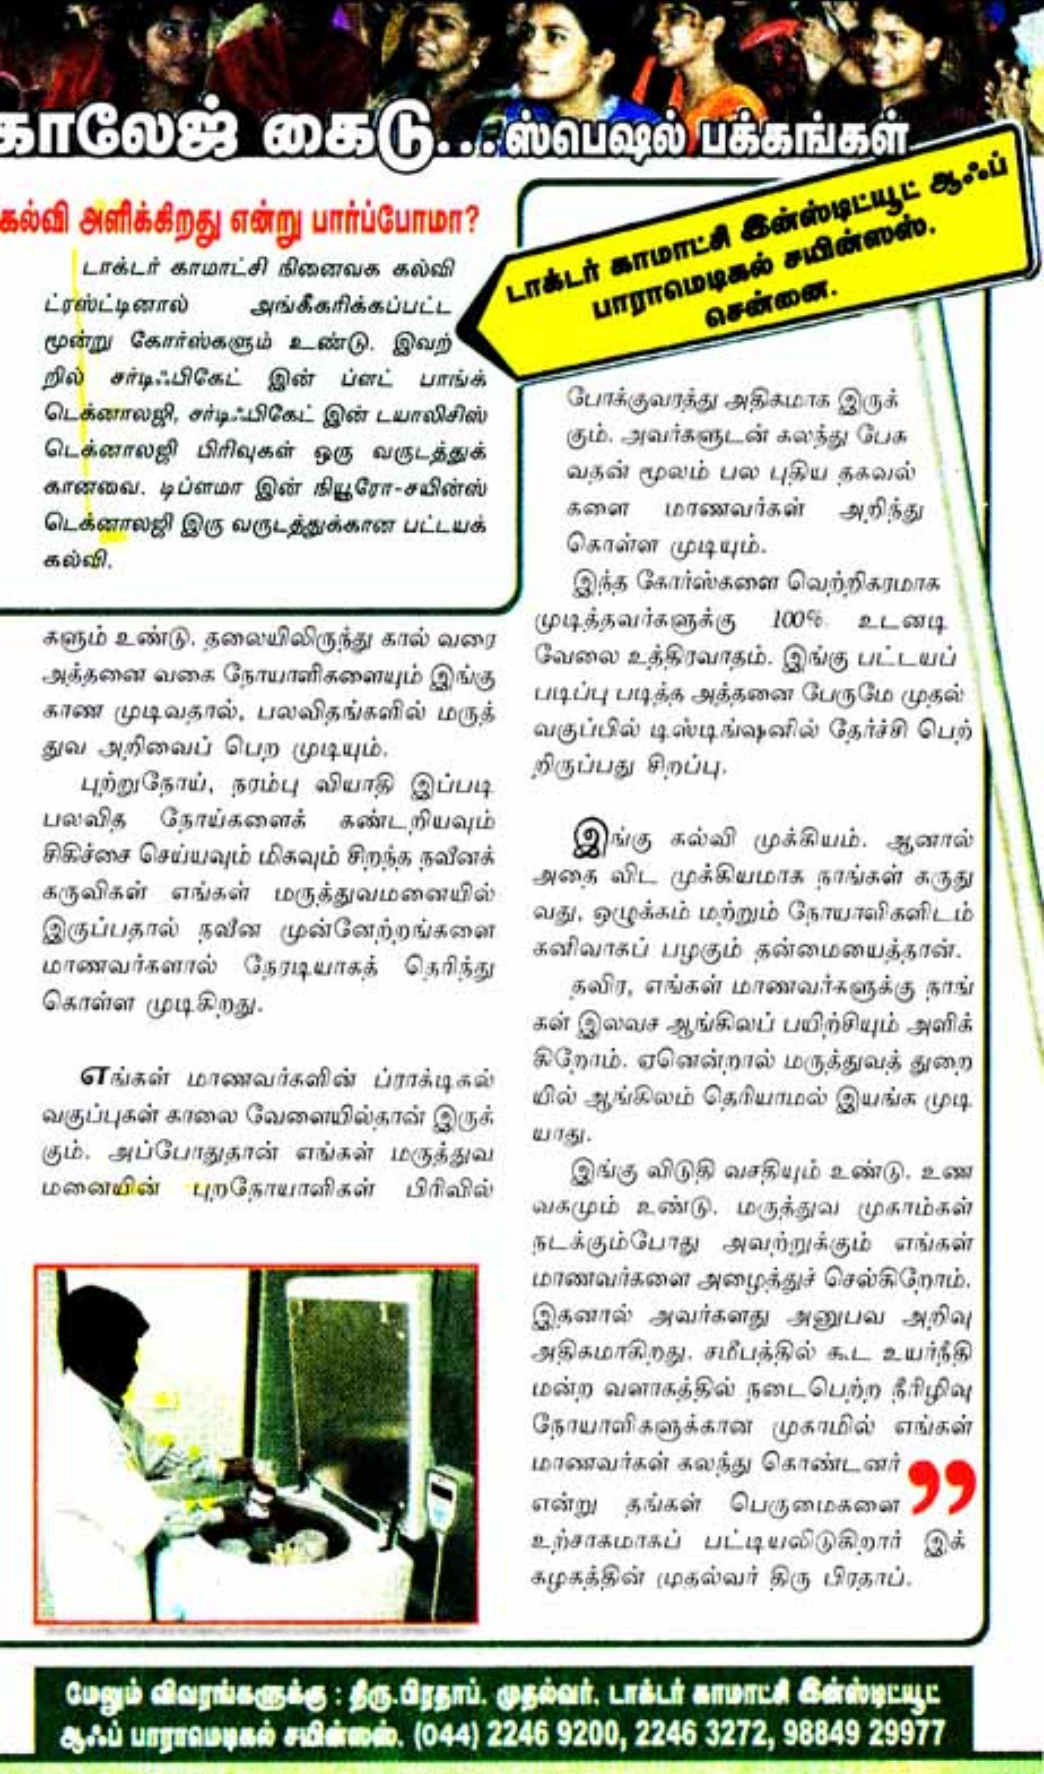 காலேஜ் கைடு...ஸ்பெஷல் பக்கங்கள்
கல்வி அளிக்கிறது என்று பார்ப்போமா?
டாக்டர் காமாட்சி இன்ஸ்டிட்யூட் ஆஃப்
பாராமெடிகல் சயின்ஸஸ்.
சென்னை.
டாக்டர் காமாட்சி நினைவக கல்வி
ட்ரஸ்ட்டினால் அங்கீகரிக்கப்பட்ட
மூன்று கோர்ஸ்களும் உண்டு. இவற்
றில் சர்டிஃபிகேட் இன் ப்ளட் பாங்க்
டெக்னாலஜி, சர்டிஃபிகேட் இன் டயாலிசிஸ்
டெக்னாலஜி பிரிவுகள் ஒரு வருடத்துக்
கானவை. டிப்ளமா இன் நியூரோ-சயின்ஸ்
டெக்னாலஜி இரு வருடத்துக்கான பட்டயக்
கல்வி.
களும் உண்டு. தலையிலிருந்து கால் வரை
அத்தனை வகை நோயாளிகளையும் இங்கு
காண முடிவதால், பலவிதங்களில் மருத்
துவ அறிவைப் பெற முடியும்.
புற்றுநோய், நரம்பு வியாதி இப்படி
பலவித நோய்களைக் கண்டறியவும்
சிகிச்சை செய்யவும் மிகவும் சிறந்த நவீனக்
கருவிகள் எங்கள் மருத்துவமனையில்
இருப்பதால் நவீன முன்னேற்றங்களை
மாணவர்களால் நேரடியாகத் தெரிந்து
கொள்ள முடிகிறது.
எங்கள் மாணவர்களின் ப்ராக்டிகல்
வகுப்புகள் காலை வேளையில்தான் இருக்
கும். அப்போதுதான் எங்கள் மருத்துவ
மனையின் புறநோயாளிகள் பிரிவில்
போக்குவரத்து அதிகமாக இருக்
கும். அவர்களுடன் கலந்து பேசு
வதன் மூலம் பல புதிய தகவல்
களை மாணவர்கள் அறிந்து
கொள்ள முடியும்.
இந்த கோர்ஸ்களை வெற்றிகரமாக
முடித்தவர்களுக்கு 100% உடனடி
வேலை உத்திரவாதம். இங்கு பட்டயப்
படிப்பு படித்த அத்தனை பேருமே முதல்
வகுப்பில் டிஸ்டிங்ஷனில் தேர்ச்சி பெற்
றிருப்பது சிறப்பு.
இங்கு கல்வி முக்கியம். ஆனால்
அதை விட முக்கியமாக நாங்கள் கருது
வது, ஒழுக்கம் மற்றும் நோயாளிகளிடம்
கனிவாகப் பழகும் தன்மையைத்தான்.
தவிர, எங்கள் மாணவர்களுக்கு நாங்
கள் இலவச ஆங்கிலப் பயிற்சியும் அளிக்
கிறோம். ஏனென்றால் மருத்துவத் துறை
யில் ஆங்கிலம் தெரியாமல் இயங்க முடி
யாது.
இங்கு விடுதி வசதியும் உண்டு. உண
வகமும் உண்டு. மருத்துவ முகாம்கள்
நடக்கும்போது அவற்றுக்கும் எங்கள்
மாணவர்களை அழைத்துச் செல்கிறோம்.
இதனால் அவர்களது அனுபவ அறிவு
அதிகமாகிறது. சமீபத்தில் கூட உயர்நீதி
மன்ற வளாகத்தில் நடைபெற்ற நீரிழிவு
நோயாளிகளுக்கான முகாமில் எங்கள்
மாணவர்கள் கலந்து கொண்டனர்”
என்று தங்கள் பெருமைகளை
உற்சாகமாகப் பட்டியலிடுகிறார் இக்
கழகத்தின் முதல்வர் திரு பிரதாப்.
மேலும் விவரங்களுக்கு : திரு.பிரதாப். முதல்வர். டாக்டர் காமாட்சி இன்ஸ்டிட்யூட்
ஆஃப் பாராமெடிகல் சயின்ஸஸ். (044) 2246 9200, 2246 3272, 98849 29977